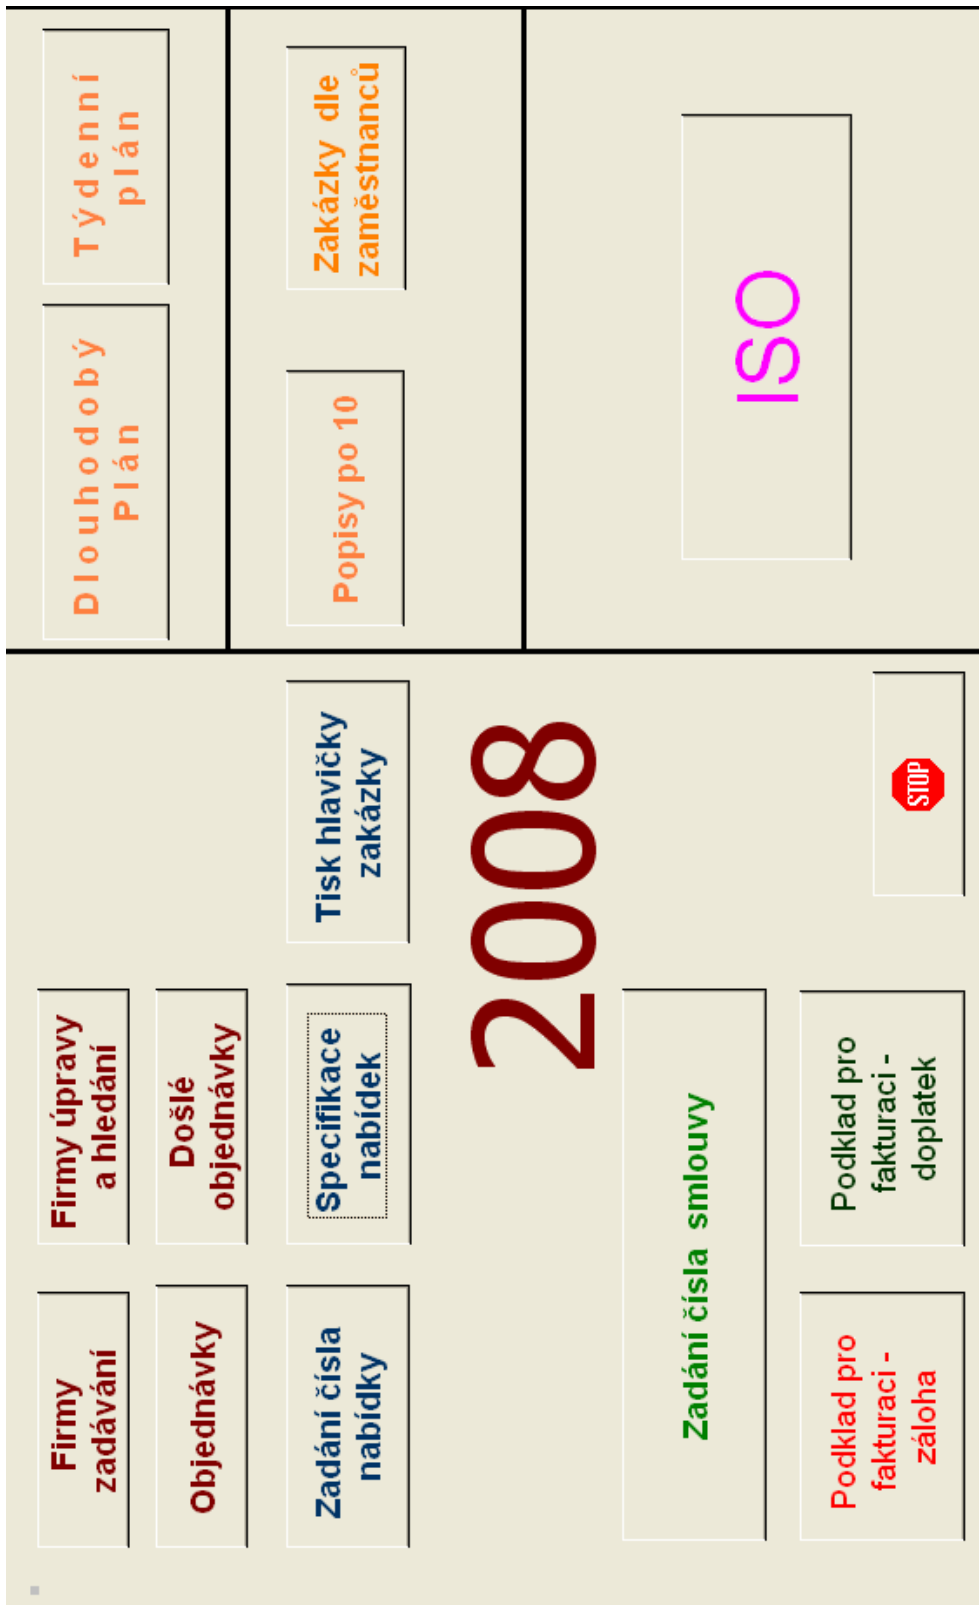 Firmy
zadávání
Firmy úpravy
a hledání
Dlouhodobý
Plán
Týdenní
plán
Objednávky
Došlé
objednávky
Zadání čísla
nabídky
Specifikace
nabídek
Tisk hlavičky
zakázky
Popisy po 10
Zakázky dle
zaměstnanců
2008
Zadání čísla smlouvy
ISO
Podklad pro
fakturaci -
záloha
Podklad pro
fakturaci -
doplatek
STOP